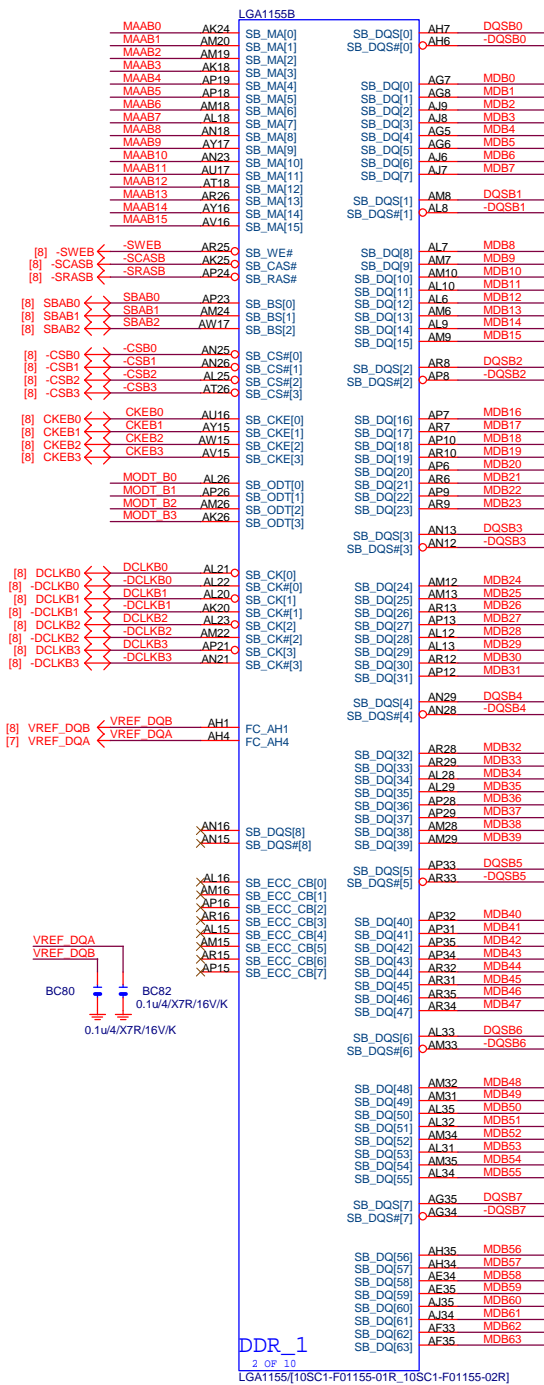 LGA1155B
MAAB0 AK24 SB_MA[0]
MAAB1 AM20 SB_MA[1]
MAAB2 AM19 SB_MA[2]
MAAB3 AK18 SB_MA[3]
MAAB4 AP19 SB_MA[4]
MAAB5 AP18 SB_MA[5]
MAAB6 AM18 SB_MA[6]
MAAB7 AL18 SB_MA[7]
MAAB8 AN18 SB_MA[8]
MAAB9 AY17 SB_MA[9]
MAAB10 AN23 SB_MA[10]
MAAB11 AU17 SB_MA[11]
MAAB12 AT18 SB_MA[12]
MAAB13 AR26 SB_MA[13]
MAAB14 AY16 SB_MA[14]
MAAB15 AV16 SB_MA[15]
[8] -SWEB -SWEB AR25 SB_WE#
[8] -SCASB -SCASB AK25 SB_CAS#
[8] -SRASB -SRASB AP24 SB_RAS#
[8] SBAB0 SBAB0 AP23 SB_BS[0]
[8] SBAB1 SBAB1 AM24 SB_BS[1]
[8] SBAB2 SBAB2 AW17 SB_BS[2]
[8] -CSB0 -CSB0 AN25 SB_CS#[0]
[8] -CSB1 -CSB1 AN26 SB_CS#[1]
[8] -CSB2 -CSB2 AL25 SB_CS#[2]
[8] -CSB3 -CSB3 AT26 SB_CS#[3]
[8] CKEB0 CKEB0 AU16 SB_CKE[0]
[8] CKEB1 CKEB1 AY15 SB_CKE[1]
[8] CKEB2 CKEB2 AW15 SB_CKE[2]
[8] CKEB3 CKEB3 AV15 SB_CKE[3]
MODT_B0 AL26 SB_ODT[0]
MODT_B1 AP26 SB_ODT[1]
MODT_B2 AM26 SB_ODT[2]
MODT_B3 AK26 SB_ODT[3]
[8] DCLKB0 DCLKB0 AL21 SB_CK[0]
[8] -DCLKB0 -DCLKB0 AL22 SB_CK#[0]
[8] DCLKB1 DCLKB1 AL20 SB_CK[1]
[8] -DCLKB1 -DCLKB1 AK20 SB_CK#[1]
[8] DCLKB2 DCLKB2 AL23 SB_CK[2]
[8] -DCLKB2 -DCLKB2 AM22 SB_CK#[2]
[8] DCLKB3 DCLKB3 AP21 SB_CK[3]
[8] -DCLKB3 -DCLKB3 AN21 SB_CK#[3]
[8] VREF_DQB VREF_DQB AH1 FC_AH1
[7] VREF_DQA VREF_DQA AH4 FC_AH4
AN16 SB_DQS[8]
AN15 SB_DQS#[8]
AL16 SB_ECC_CB[0]
AM16 SB_ECC_CB[1]
AP16 SB_ECC_CB[2]
AR16 SB_ECC_CB[3]
AL15 SB_ECC_CB[4]
AM15 SB_ECC_CB[5]
AR15 SB_ECC_CB[6]
AP15 SB_ECC_CB[7]
VREF_DQA
VREF_DQB
BC80 BC82
0.1u/4/X7R/16V/K
0.1u/4/X7R/16V/K
SB_DQS[0] AH7 DQSB0
SB_DQS#[0] AH6 -DQSB0
SB_DQ[0] AG7 MDB0
SB_DQ[1] AG8 MDB1
SB_DQ[2] AJ9 MDB2
SB_DQ[3] AJ8 MDB3
SB_DQ[4] AG5 MDB4
SB_DQ[5] AG6 MDB5
SB_DQ[6] AJ6 MDB6
SB_DQ[7] AJ7 MDB7
SB_DQS[1] AM8 DQSB1
SB_DQS#[1] AL8 -DQSB1
SB_DQ[8] AL7 MDB8
SB_DQ[9] AM7 MDB9
SB_DQ[10] AM10 MDB10
SB_DQ[11] AL10 MDB11
SB_DQ[12] AL6 MDB12
SB_DQ[13] AM6 MDB13
SB_DQ[14] AL9 MDB14
SB_DQ[15] AM9 MDB15
SB_DQS[2] AR8 DQSB2
SB_DQS#[2] AP8 -DQSB2
SB_DQ[16] AP7 MDB16
SB_DQ[17] AR7 MDB17
SB_DQ[18] AP10 MDB18
SB_DQ[19] AR10 MDB19
SB_DQ[20] AP6 MDB20
SB_DQ[21] AR6 MDB21
SB_DQ[22] AP9 MDB22
SB_DQ[23] AR9 MDB23
SB_DQS[3] AN13 DQSB3
SB_DQS#[3] AN12 -DQSB3
SB_DQ[24] AM12 MDB24
SB_DQ[25] AM13 MDB25
SB_DQ[26] AR13 MDB26
SB_DQ[27] AP13 MDB27
SB_DQ[28] AL12 MDB28
SB_DQ[29] AL13 MDB29
SB_DQ[30] AR12 MDB30
SB_DQ[31] AP12 MDB31
SB_DQS[4] AN29 DQSB4
SB_DQS#[4] AN28 -DQSB4
SB_DQ[32] AR28 MDB32
SB_DQ[33] AR29 MDB33
SB_DQ[34] AL28 MDB34
SB_DQ[35] AL29 MDB35
SB_DQ[36] AP28 MDB36
SB_DQ[37] AP29 MDB37
SB_DQ[38] AM28 MDB38
SB_DQ[39] AM29 MDB39
SB_DQS[5] AP33 DQSB5
SB_DQS#[5] AR33 -DQSB5
SB_DQ[40] AP32 MDB40
SB_DQ[41] AP31 MDB41
SB_DQ[42] AP35 MDB42
SB_DQ[43] AP34 MDB43
SB_DQ[44] AR32 MDB44
SB_DQ[45] AR31 MDB45
SB_DQ[46] AR35 MDB46
SB_DQ[47] AR34 MDB47
SB_DQS[6] AL33 DQSB6
SB_DQS#[6] AM33 -DQSB6
SB_DQ[48] AM32 MDB48
SB_DQ[49] AM31 MDB49
SB_DQ[50] AL35 MDB50
SB_DQ[51] AL32 MDB51
SB_DQ[52] AM34 MDB52
SB_DQ[53] AL31 MDB53
SB_DQ[54] AM35 MDB54
SB_DQ[55] AL34 MDB55
SB_DQS[7] AG35 DQSB7
SB_DQS#[7] AG34 -DQSB7
SB_DQ[56] AH35 MDB56
SB_DQ[57] AH34 MDB57
SB_DQ[58] AE34 MDB58
SB_DQ[59] AE35 MDB59
SB_DQ[60] AJ35 MDB60
SB_DQ[61] AJ34 MDB61
SB_DQ[62] AF33 MDB62
SB_DQ[63] AF35 MDB63
DDR_1
2 OF 10
LGA1155/[10SC1-F01155-01R_10SC1-F01155-02R]